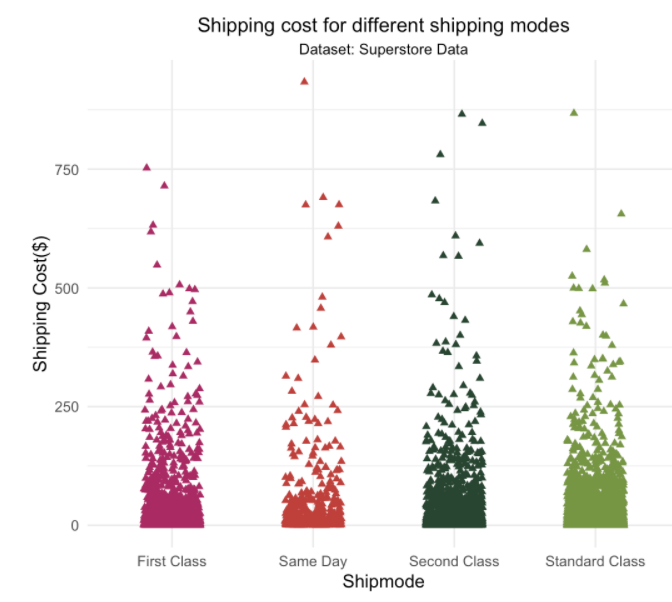 Shipping cost for different shipping modes
Dataset: Superstore Data
Shipping Cost($)
750
500
250
0
First Class Same Day Second Class Standard Class
Shipmode